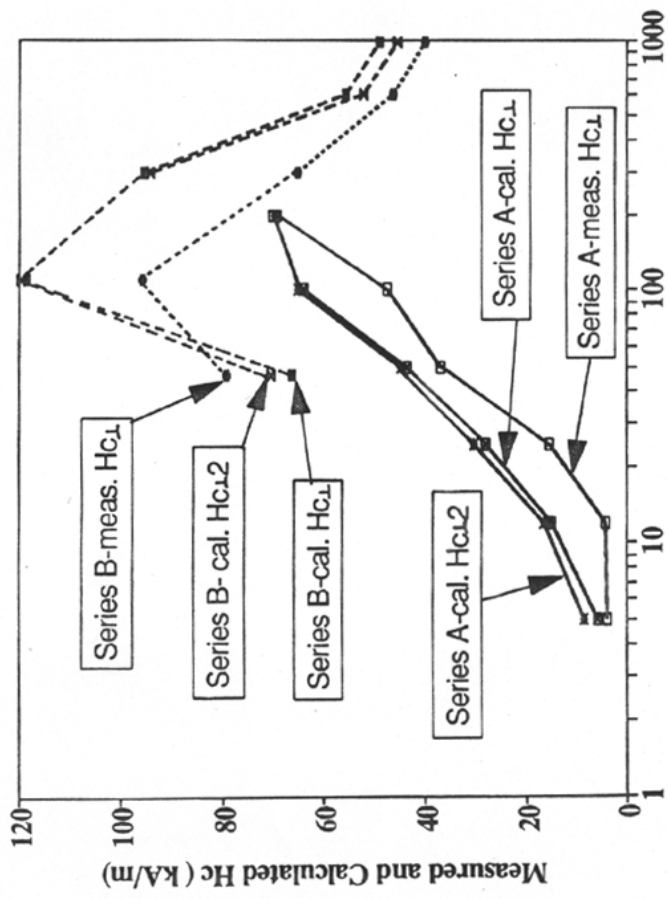 Measured and Calculated Hc ( kA/m)
120
100
80
60
40
20
0
1
10
100
1000
Series B-meas. Hc⊥
Series B- cal. Hc⊥2
Series B-cal. Hc⊥
Series A-cal. Hc⊥2
Series A-cal. Hc⊥
Series A-meas. Hc⊥